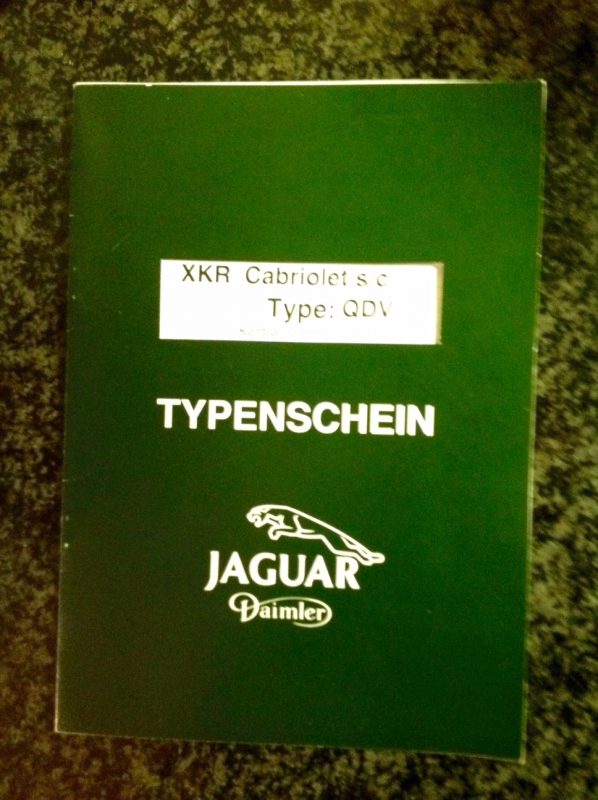 XKR Cabriolet s c
Type: QDV
TYPENSCHEIN
JAGUAR
Daimler